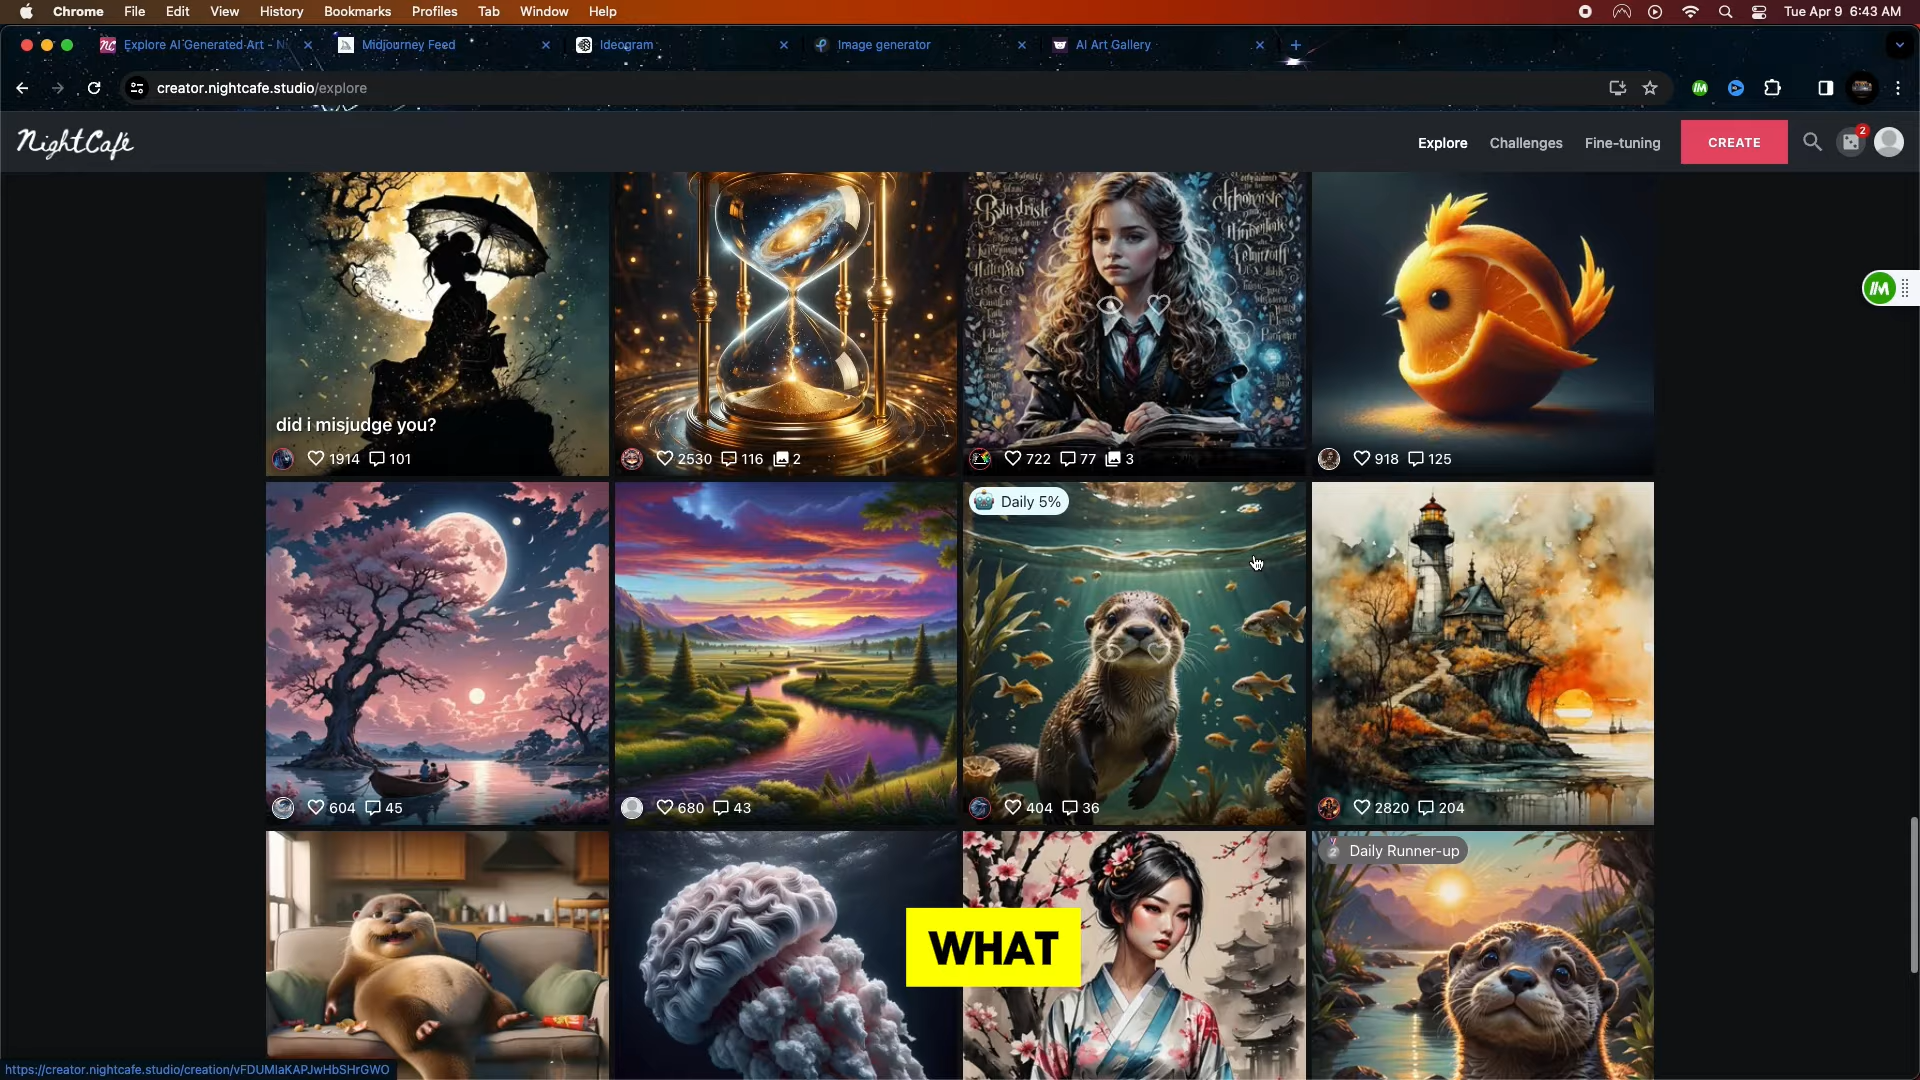 Chrome File Edit View History Bookmarks Profiles Tab Window Help Tue Apr 9 6:43 AM
Explore AI Generated Art - N Midjourney Feed Ideogram Image generator AI Art Gallery
creator.nightcafe.studio/explore
NightCafe Explore Challenges Fine-tuning CREATE 2
did i misjudge you?
1914 101 2530 116 2 722 77 3 918 125
Daily 5%
604 45 680 43 404 36 2820 204
Daily Runner-up
WHAT
https://creator.nightcafe.studio/creation/vFDUMlaKAPJwHbSHrGWO